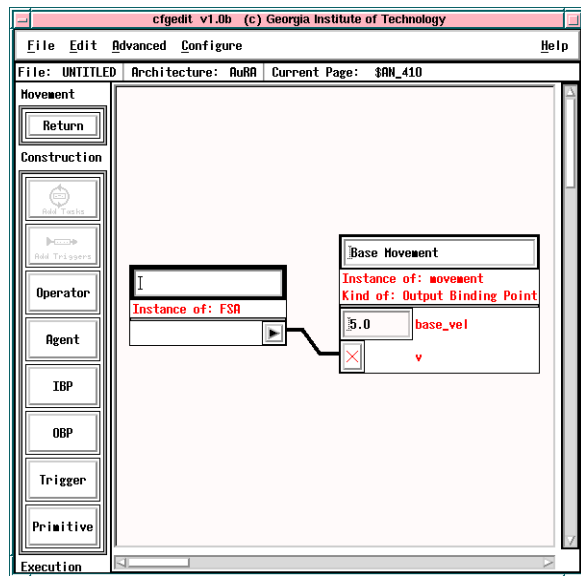 cfgedit v1.0b (c) Georgia Institute of Technology
File Edit Advanced Configure Help
File: UNTITLED Architecture: AuRA Current Page: $AN_410
Movement
Return
Construction
Add Tasks
Add Triggers
Operator
Agent
IBP
OBP
Trigger
Primitive
Execution
Instance of: FSA
Base Movement
Instance of: movement
Kind of: Output Binding Point
5.0 base_vel
v